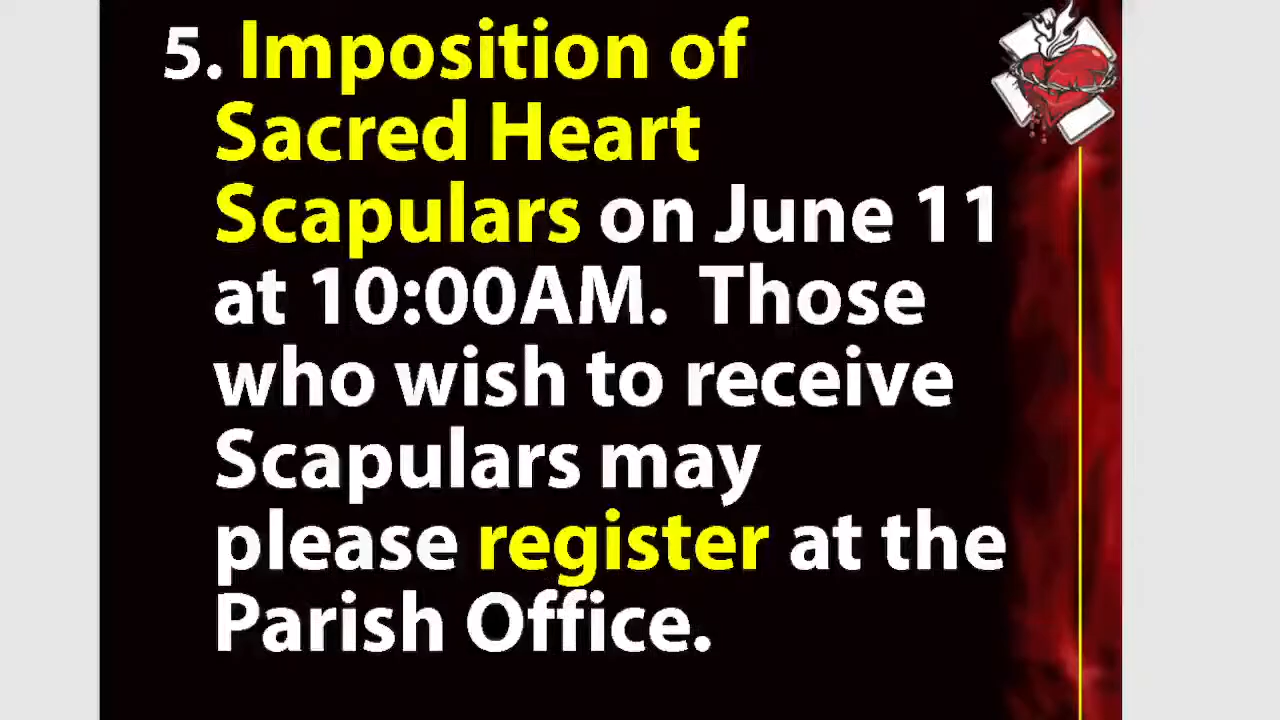 5. Imposition of
Sacred Heart
Scapulars on June 11
at 10:00AM.  Those
who wish to receive
Scapulars may
please register at the
Parish Office.